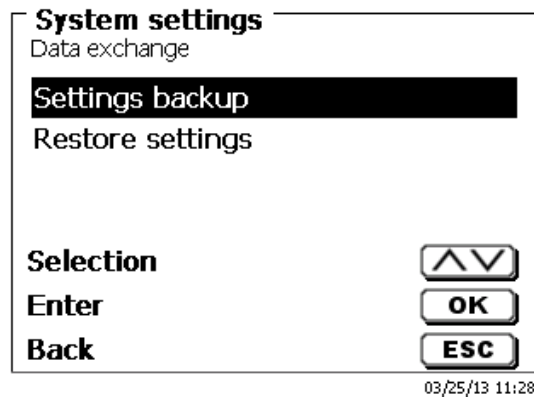 System settings
Data exchange
Settings backup
Restore settings
Selection
Enter OK
Back ESC
03/25/13 11:28